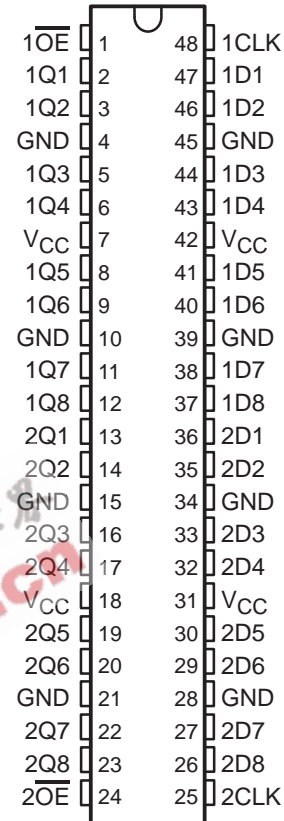 1O̅E̅ 1 48 1CLK
1Q1 2 47 1D1
1Q2 3 46 1D2
GND 4 45 GND
1Q3 5 44 1D3
1Q4 6 43 1D4
VCC 7 42 VCC
1Q5 8 41 1D5
1Q6 9 40 1D6
GND 10 39 GND
1Q7 11 38 1D7
1Q8 12 37 1D8
2Q1 13 36 2D1
2Q2 14 35 2D2
GND 15 34 GND
2Q3 16 33 2D3
2Q4 17 32 2D4
VCC 18 31 VCC
2Q5 19 30 2D5
2Q6 20 29 2D6
GND 21 28 GND
2Q7 22 27 2D7
2Q8 23 26 2D8
2O̅E̅ 24 25 2CLK